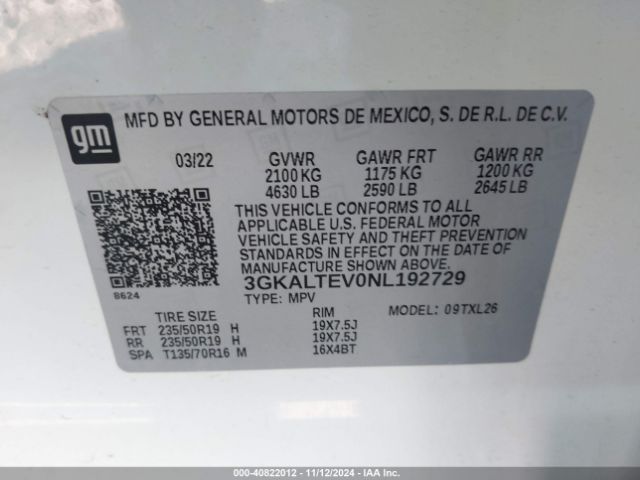 gm
MFD BY GENERAL MOTORS DE MEXICO, S. DE R.L. DE C.V.
03/22 GVWR GAWR FRT GAWR RR
2100 KG 1175 KG 1200 KG
4630 LB 2590 LB 2645 LB
THIS VEHICLE CONFORMS TO ALL
APPLICABLE U.S. FEDERAL MOTOR
VEHICLE SAFETY AND THEFT PREVENTION
STANDARDS IN EFFECT ON THE DATE OF
MANUFACTURE SHOWN ABOVE.
8624
3GKALTEV0NL192729
TYPE: MPV MODEL: 09TXL26
TIRE SIZE RIM
FRT 235/50R19 H 19X7.5J
RR 235/50R19 H 19X7.5J
SPA T135/70R16 M 16X4BT
000-40822012 - 11/12/2024 - IAAI.COM